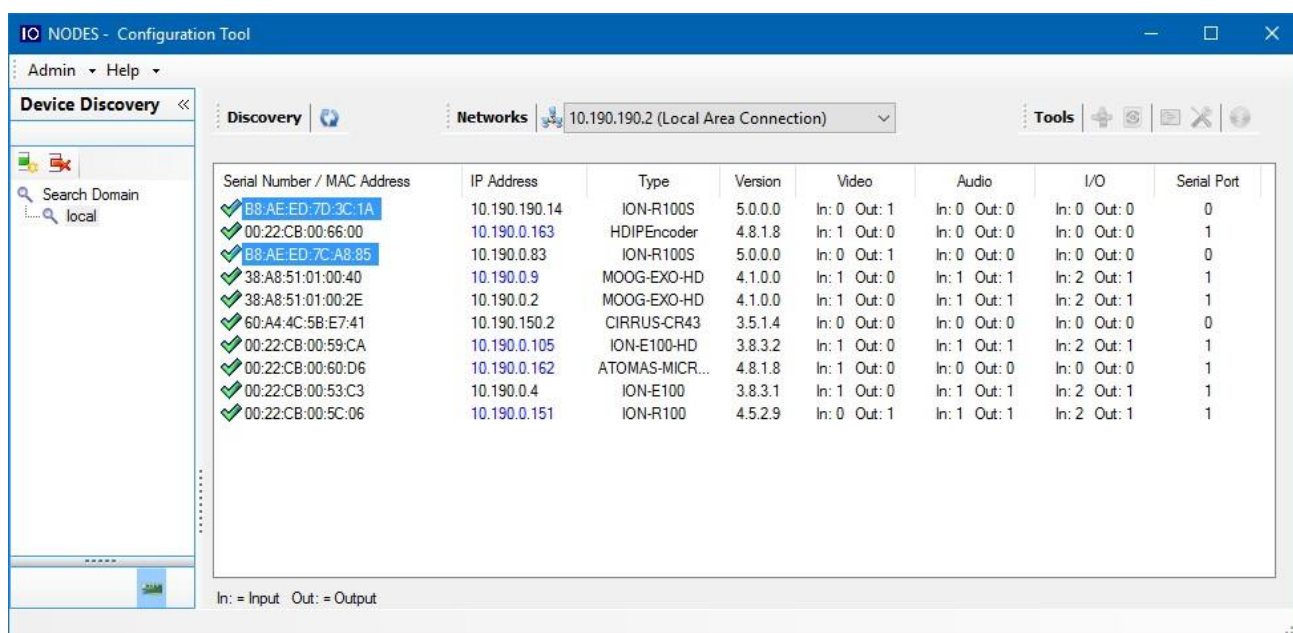 IO NODES - Configuration Tool
Admin Help
Device Discovery «
Discovery Networks 10.190.190.2 (Local Area Connection) Tools
Search Domain
local
Serial Number / MAC Address IP Address Type Version Video Audio I/O Serial Port
B8:AE:ED:7D:3C:1A 10.190.190.14 ION-R100S 5.0.0.0 In: 0 Out: 1 In: 0 Out: 0 In: 0 Out: 0 0
00:22:CB:00:66:00 10.190.0.163 HDIPEncoder 4.8.1.8 In: 1 Out: 0 In: 0 Out: 0 In: 0 Out: 0 1
B8:AE:ED:7C:A8:85 10.190.0.83 ION-R100S 5.0.0.0 In: 0 Out: 1 In: 0 Out: 0 In: 0 Out: 0 0
38:A8:51:01:00:40 10.190.0.9 MOOG-EXO-HD 4.1.0.0 In: 1 Out: 0 In: 1 Out: 1 In: 2 Out: 1 1
38:A8:51:01:00:2E 10.190.0.2 MOOG-EXO-HD 4.1.0.0 In: 1 Out: 0 In: 1 Out: 1 In: 2 Out: 1 1
60:A4:4C:5B:E7:41 10.190.150.2 CIRRUS-CR43 3.5.1.4 In: 0 Out: 0 In: 0 Out: 0 In: 0 Out: 0 0
00:22:CB:00:59:CA 10.190.0.105 ION-E100-HD 3.8.3.2 In: 1 Out: 0 In: 1 Out: 1 In: 2 Out: 1 1
00:22:CB:00:60:D6 10.190.0.162 ATOMAS-MICR... 4.8.1.8 In: 1 Out: 0 In: 0 Out: 0 In: 0 Out: 0 1
00:22:CB:00:53:C3 10.190.0.4 ION-E100 3.8.3.1 In: 1 Out: 0 In: 1 Out: 1 In: 2 Out: 1 1
00:22:CB:00:5C:06 10.190.0.151 ION-R100 4.5.2.9 In: 0 Out: 1 In: 1 Out: 1 In: 2 Out: 1 1
In: = Input Out: = Output